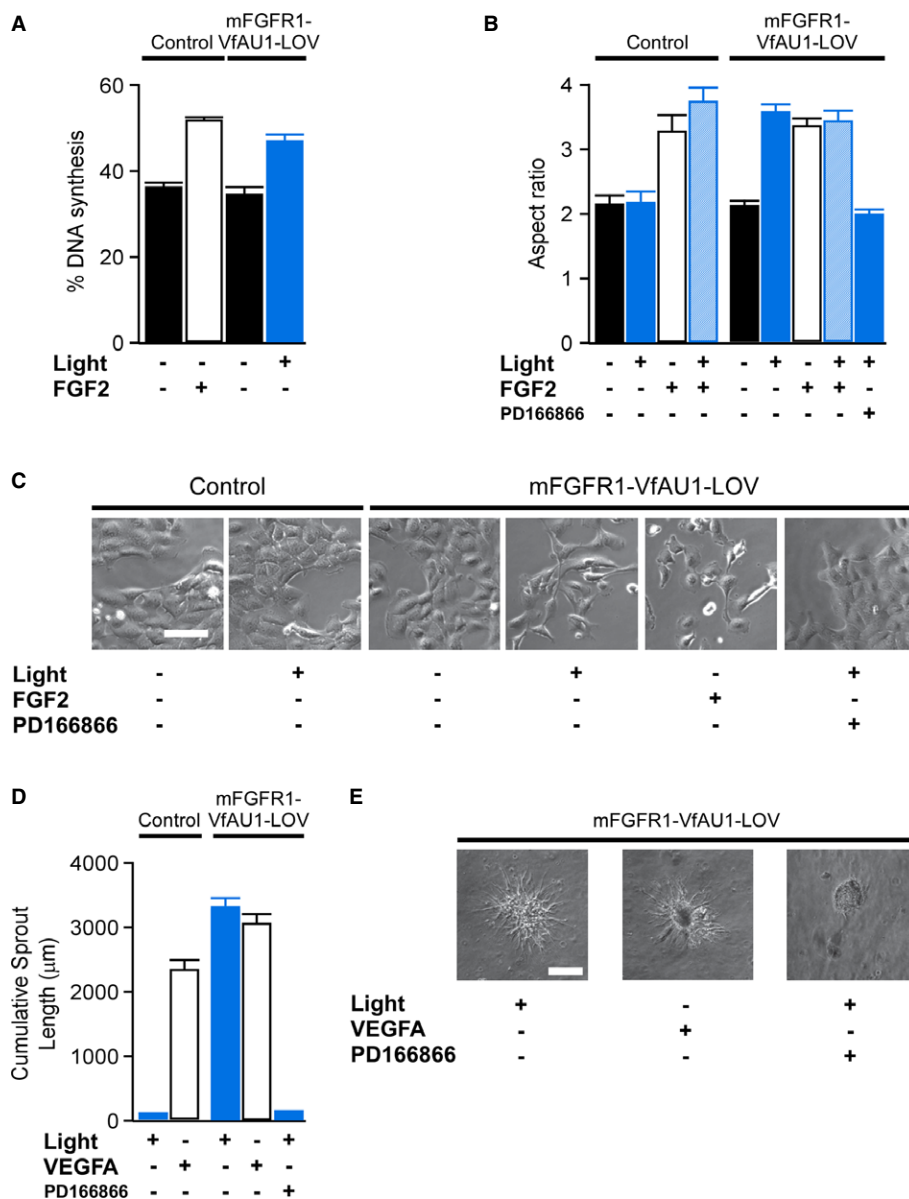 A
mFGFR1-
Control VfAU1-LOV
60
40
20
0
% DNA synthesis
Light - - - +
FGF2 - + - -
B
mFGFR1-
Control VfAU1-LOV
4
3
2
1
0
Aspect ratio
Light - + - + - + - + +
FGF2 - - + + - - + + -
PD166866 - - - - - - - - +
C
Control mFGFR1-VfAU1-LOV
Light - + - + - +
FGF2 - - - - + -
PD166866 - - - - - +
D
mFGFR1-
Control VfAU1-LOV
4000
3000
2000
1000
0
Cumulative Sprout
Length (μm)
Light + - + - +
VEGFA - + - + -
PD166866 - - - - +
E
mFGFR1-VfAU1-LOV
Light + - +
VEGFA - + -
PD166866 - - +